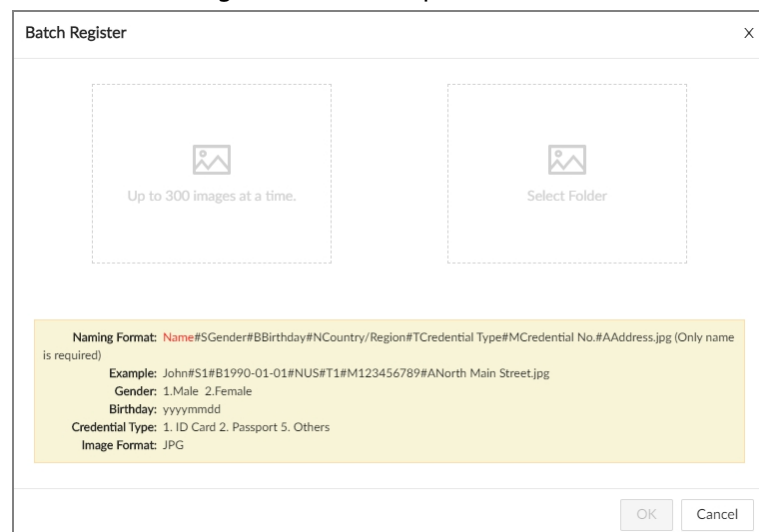 Batch Register X
Up to 300 images at a time.
Select Folder
Naming Format: Name#SGender#BBirthday#NCountry/Region#TCredential Type#MCredential No.#AAddress.jpg (Only name
is required)
Example: John#S1#B1990-01-01#NUS#T1#M123456789#ANorth Main Street.jpg
Gender: 1.Male 2.Female
Birthday: yyyymmdd
Credential Type: 1. ID Card 2. Passport 5. Others
Image Format: JPG
OK Cancel